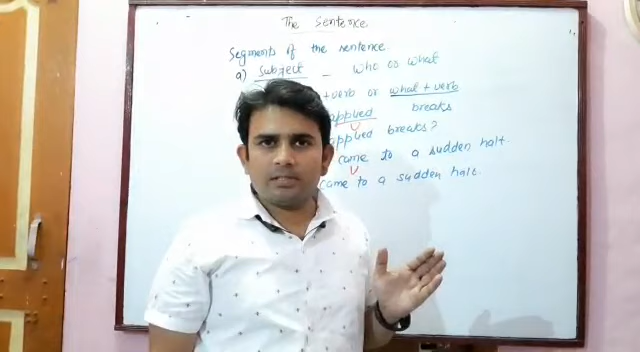 The Sentence
Segments of the sentence
a) Subject – who or what
+verb or what + verb
applied breaks
applied breaks?
came to a sudden halt.
came to a sudden halt.